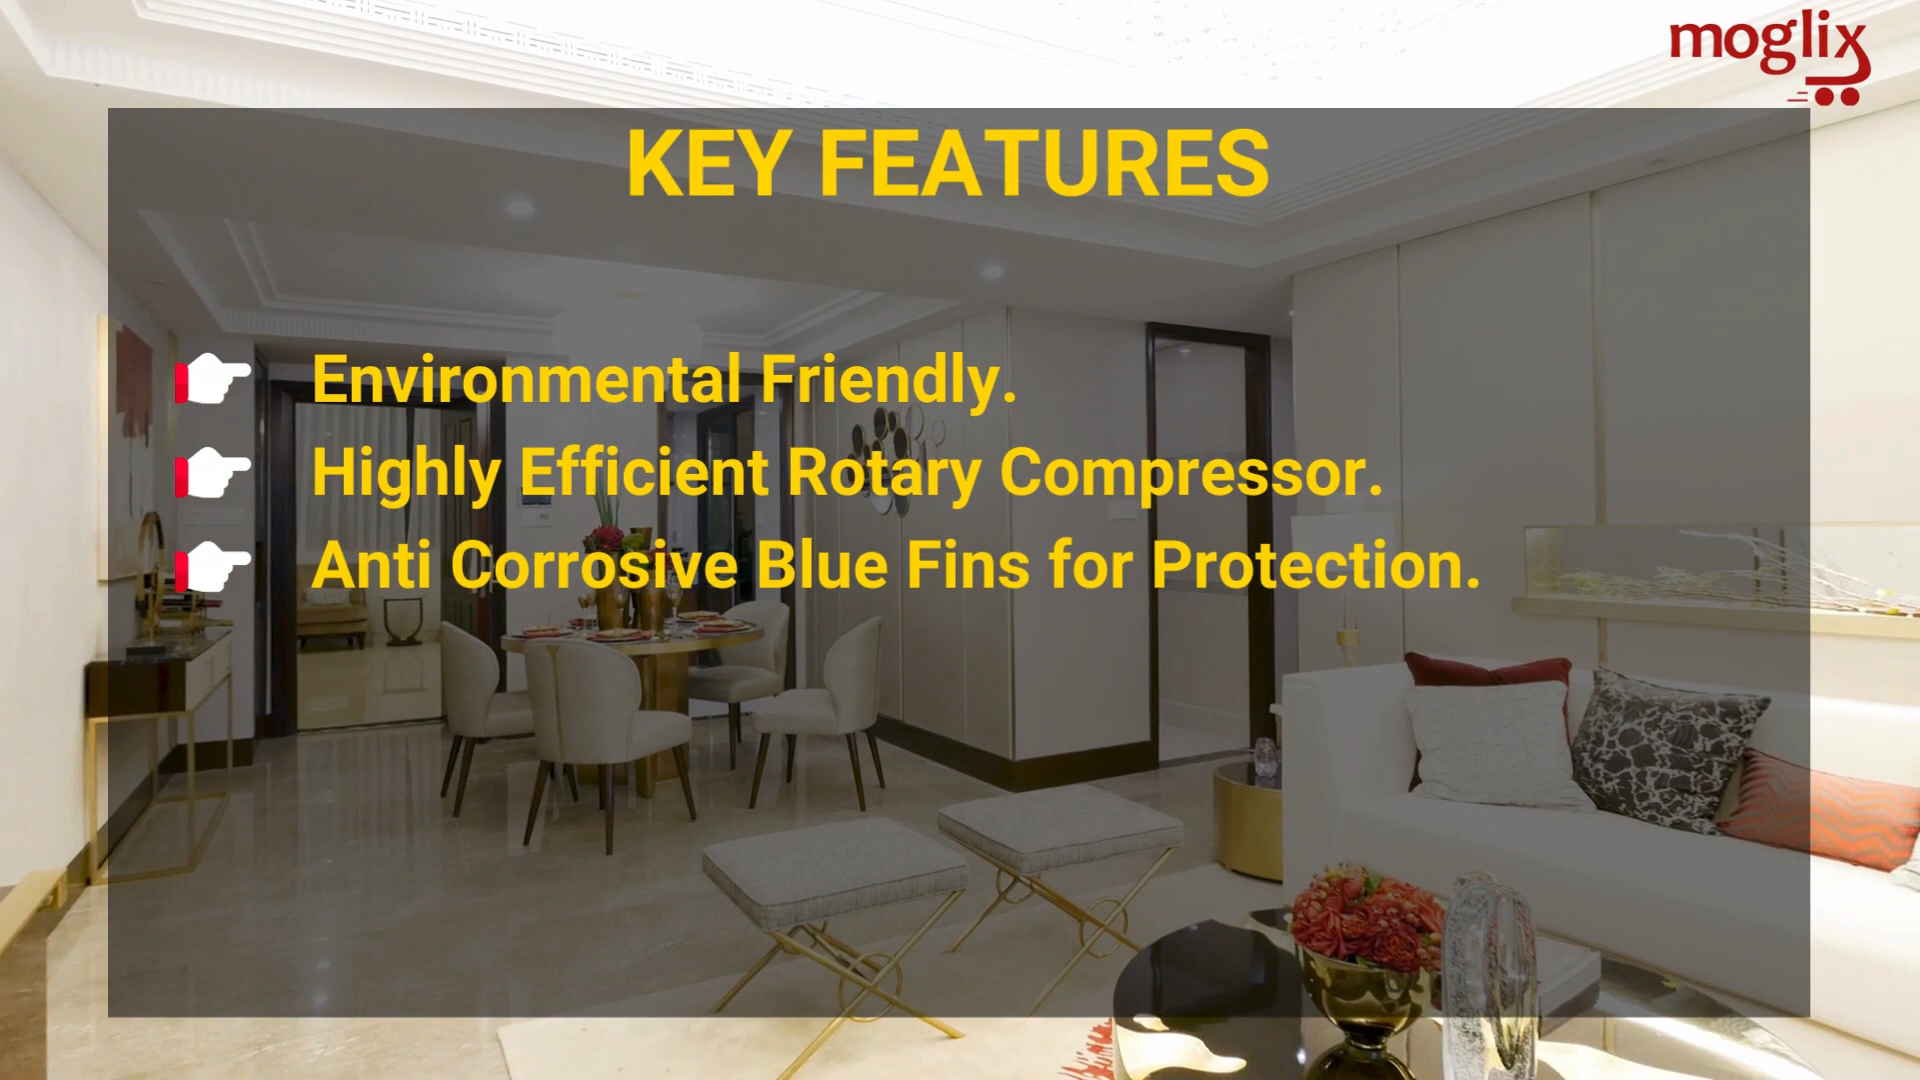 moglix
KEY FEATURES
Environmental Friendly.
Highly Efficient Rotary Compressor.
Anti Corrosive Blue Fins for Protection.